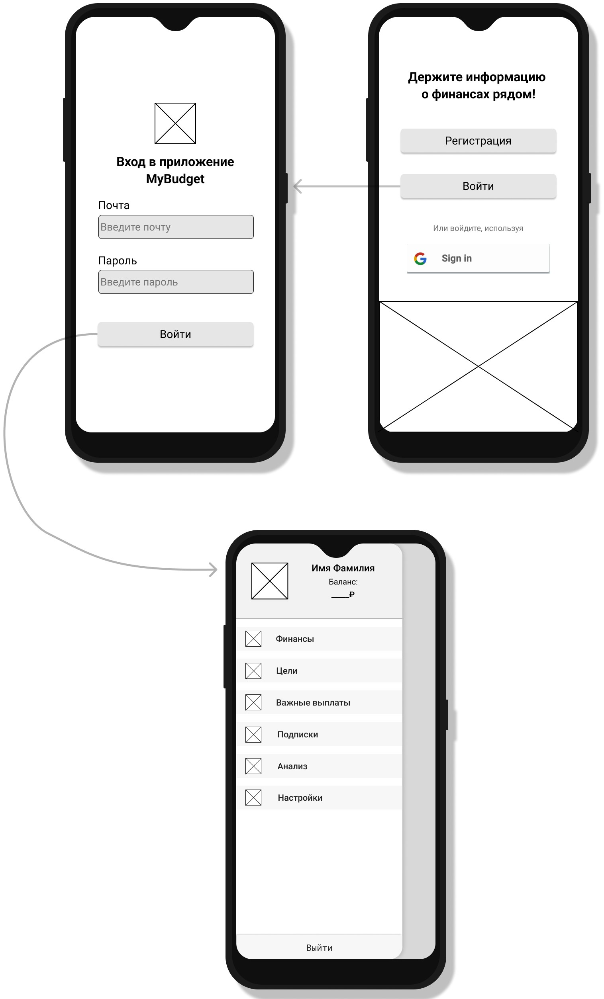 Вход в приложение
MyBudget
Почта
Введите почту
Пароль
Введите пароль
Войти
Держите информацию
о финансах рядом!
Регистрация
Войти
Или войдите, используя
Sign in
Имя Фамилия
Баланс:
_____₽
Финансы
Цели
Важные выплаты
Подписки
Анализ
Настройки
Выйти